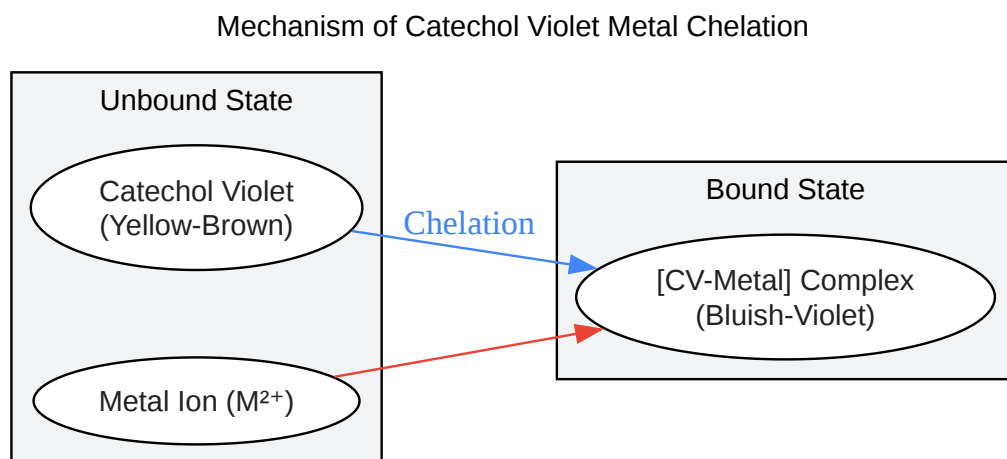 Mechanism of Catechol Violet Metal Chelation
Unbound State
Catechol Violet
(Yellow-Brown)
Metal Ion (M²⁺)
Chelation
Bound State
[CV-Metal] Complex
(Bluish-Violet)